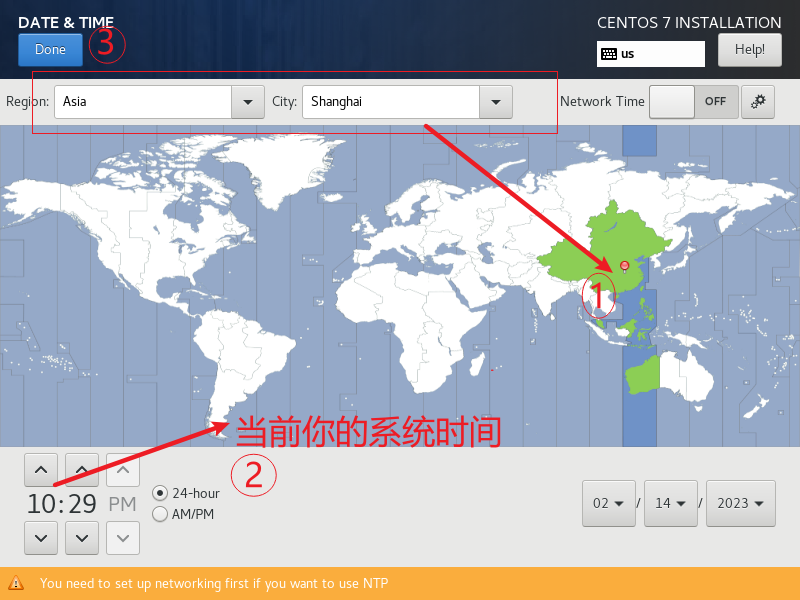 DATE & TIME
CENTOS 7 INSTALLATION
Done
③
us
Help!
Region:
Asia
City:
Shanghai
Network Time
OFF
①
当前你的系统时间
②
10:29 PM
24-hour
AM/PM
02 / 14 / 2023
You need to set up networking first if you want to use NTP